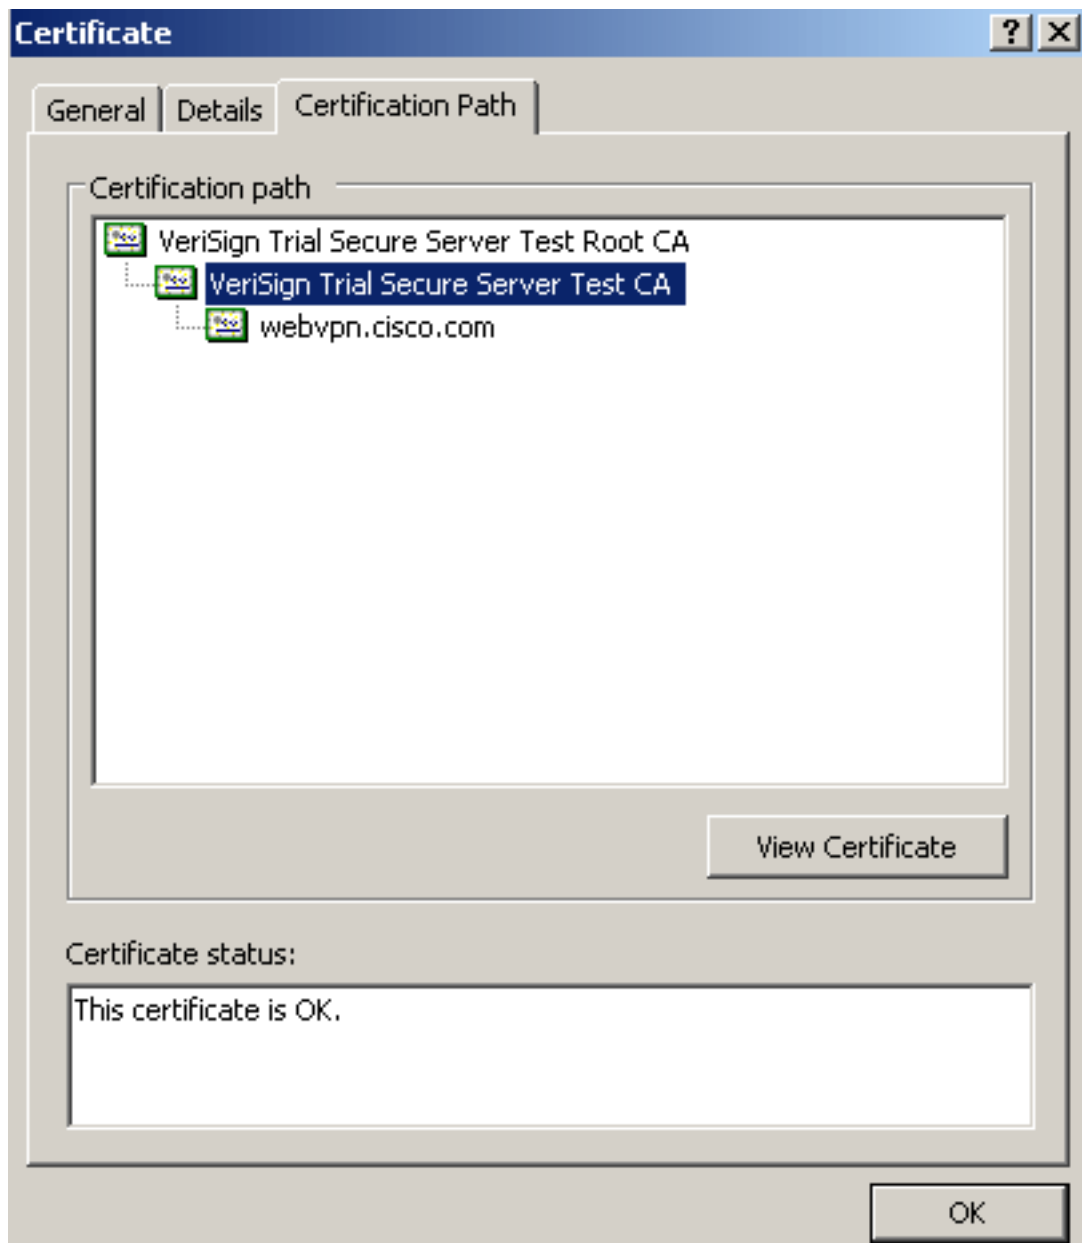 Certificate
General Details Certification Path
Certification path
VeriSign Trial Secure Server Test Root CA
VeriSign Trial Secure Server Test CA
webvpn.cisco.com
View Certificate
Certificate status:
This certificate is OK.
OK